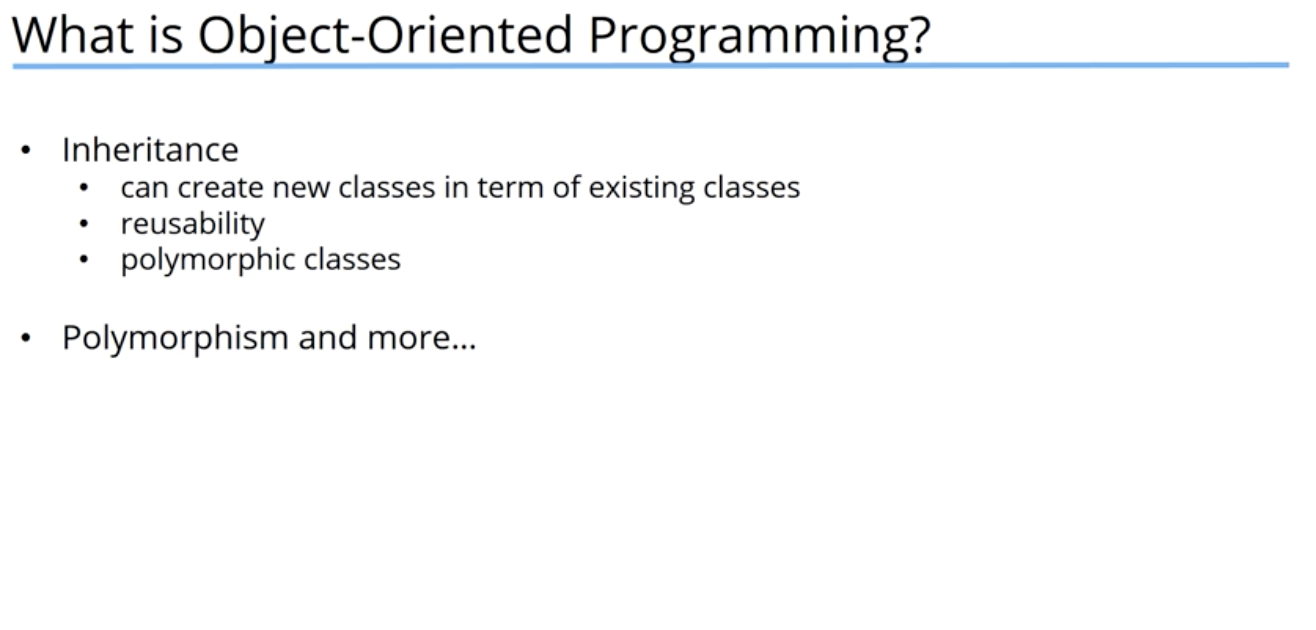 What is Object-Oriented Programming?
• Inheritance
• can create new classes in term of existing classes
• reusability
• polymorphic classes
• Polymorphism and more...